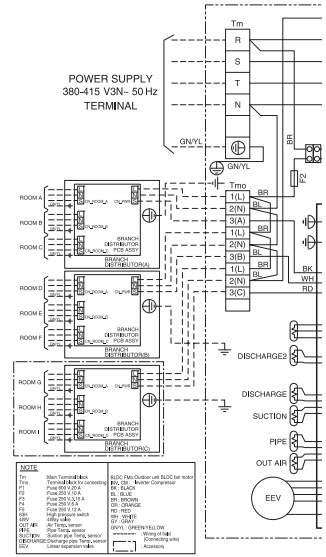 Tm
R
S
T
N
POWER SUPPLY
380-415 V3N~ 50 Hz
TERMINAL
GN/YL
GN/YL
BR
F2
Tmo
1(L)
2(N)
3(A)
1(L)
2(N)
3(B)
1(L)
2(N)
3(C)
BR
BL
BR
BL
BR
BL
BK
WH
RD
ROOM A
ROOM B
ROOM C
CN_ROOM_A
CN_PWR
BRANCH
DISTRIBUTOR
PCB ASSY
BRANCH
DISTRIBUTOR(A)
ROOM D
ROOM E
ROOM F
BRANCH
DISTRIBUTOR
PCB ASSY
BRANCH
DISTRIBUTOR(B)
ROOM G
ROOM H
ROOM I
BRANCH
DISTRIBUTOR
PCB ASSY
BRANCH
DISTRIBUTOR(C)
DISCHARGE2
DISCHARGE
SUCTION
PIPE
OUT AIR
EEV
NOTE
Tm Main Terminal block
Tmo Terminal block for connecting
F1 Fuse 600 V,20 A
F2 Fuse 250 V,10 A
F3 Fuse 250 V,3.15 A
F4
F5 Fuse 250 V,12 A
63H High pressure switch
4WV 4Way valve
OUT AIR Air Temp. sensor
PIPE Pipe Temp. sensor
SUCTION Suction pipe Temp. sensor
DISCHARGE Discharge pipe Temp. sensor
EEV Linear expansion valve
BLDC Fan Outdoor unit BLDC fan motor
Inverter Compressor
BK : BLACK
BL : BLUE
BR : BROWN
OR : ORANGE
RD : RED
WH : WHITE
GY : GRAY
GN/YL : GREEN/YELLOW
: Wiring of field
(Connecting wire)
: Accessory